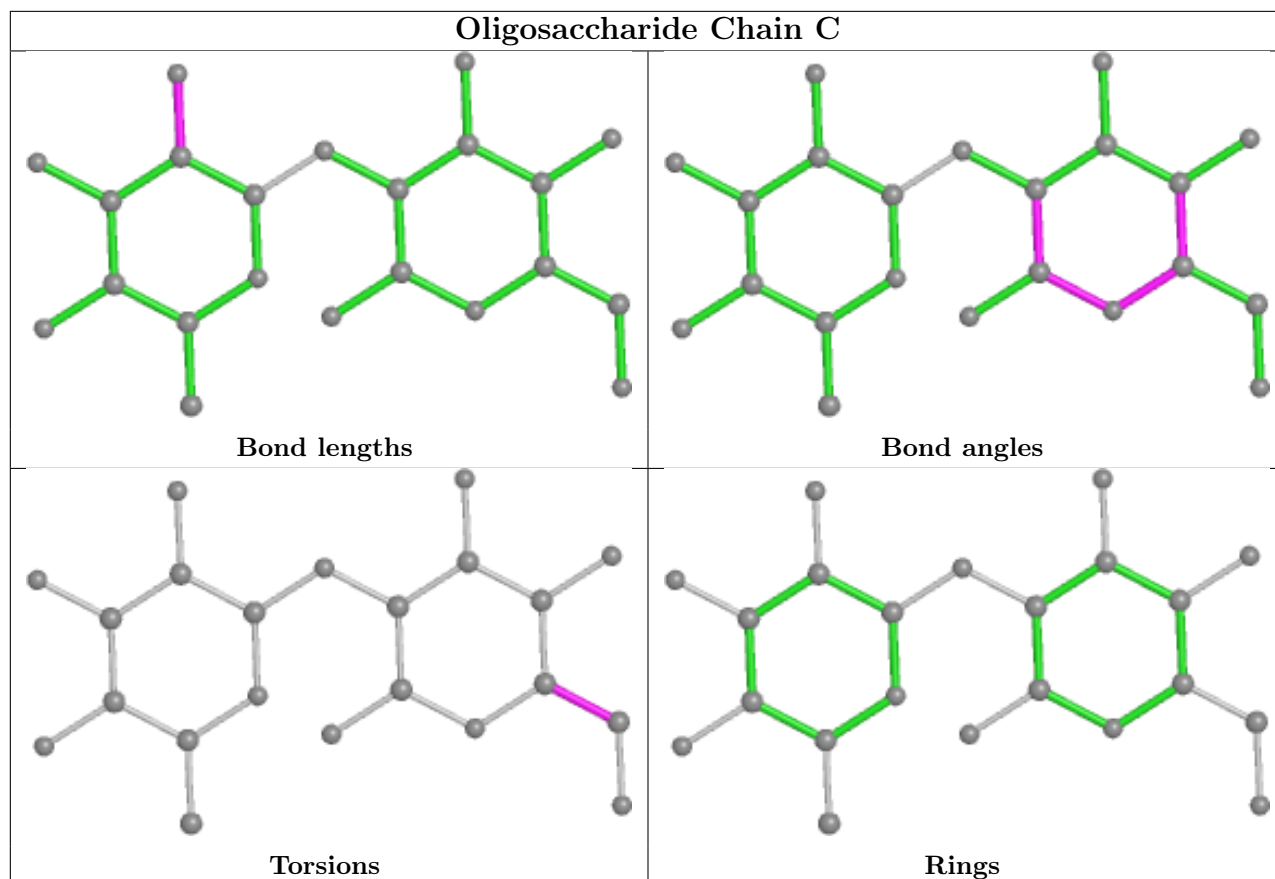 Oligosaccharide Chain C
Bond lengths
Bond angles
Torsions
Rings